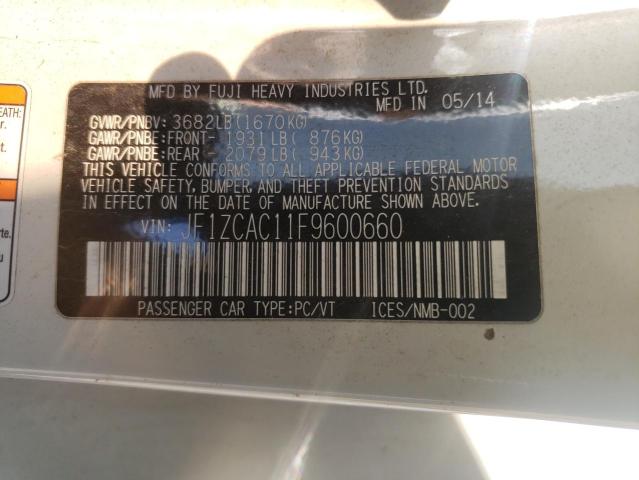 MFD BY FUJI HEAVY INDUSTRIES LTD.
MFD IN 05/14
GVWR/PNBV: 3682LB(1670KG)
GAWR/PNBE:FRONT- 1931LB( 876KG)
GAWR/PNBE:REAR - 2079LB( 943KG)
THIS VEHICLE CONFORMS TO ALL APPLICABLE FEDERAL MOTOR
VEHICLE SAFETY, BUMPER, AND THEFT PREVENTION STANDARDS
IN EFFECT ON THE DATE OF MANUFACTURE SHOWN ABOVE.
VIN: JF1ZCAC11F9600660
PASSENGER CAR TYPE:PC/VT ICES/NMB-002
EATH:
r.
rte.